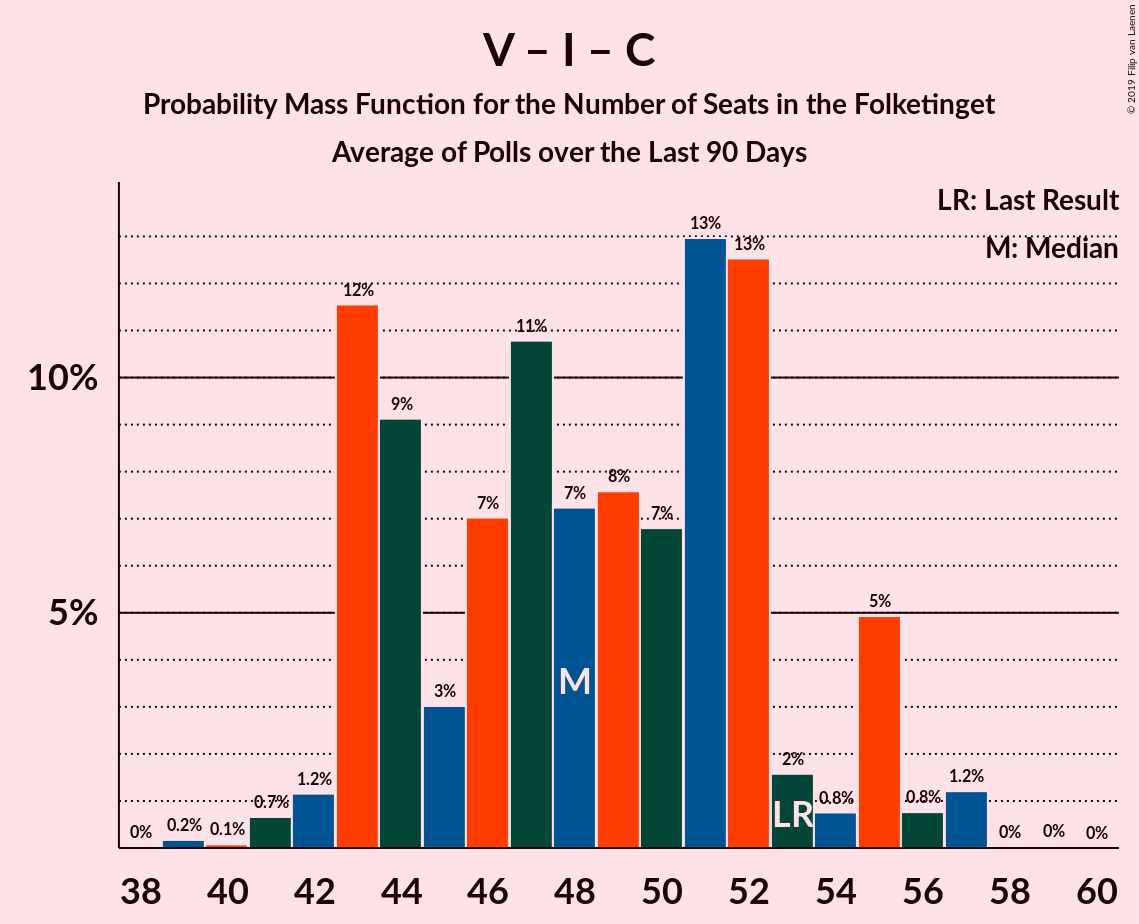 V – I – C
Probability Mass Function for the Number of Seats in the Folketinget
Average of Polls over the Last 90 Days
© 2019 Filip van Laenen
LR: Last Result
M: Median
10%
5%
0%
0.2%
0.1%
0.7%
1.2%
12%
9%
3%
7%
11%
7%
8%
7%
13%
13%
2%
0.8%
5%
0.8%
1.2%
0%
0%
0%
M
LR
38 40 42 44 46 48 50 52 54 56 58 60